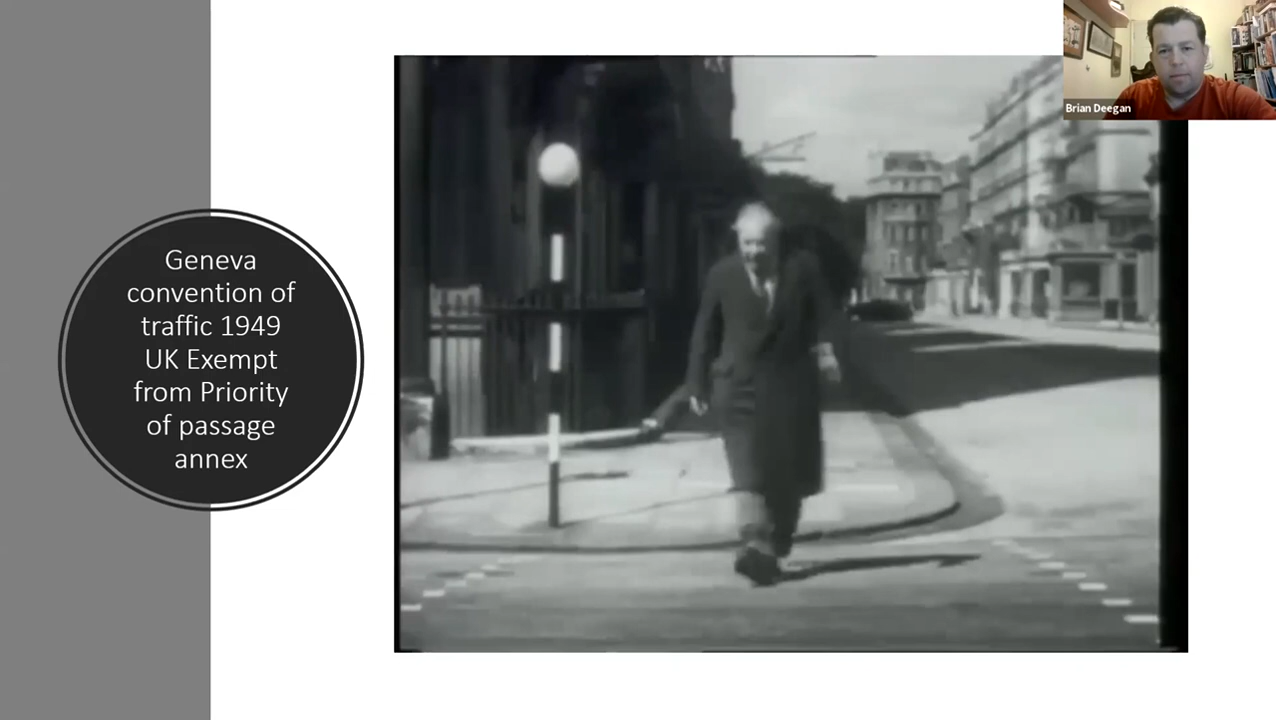 Geneva
convention of
traffic 1949
UK Exempt
from Priority
of passage
annex
Brian Deegan